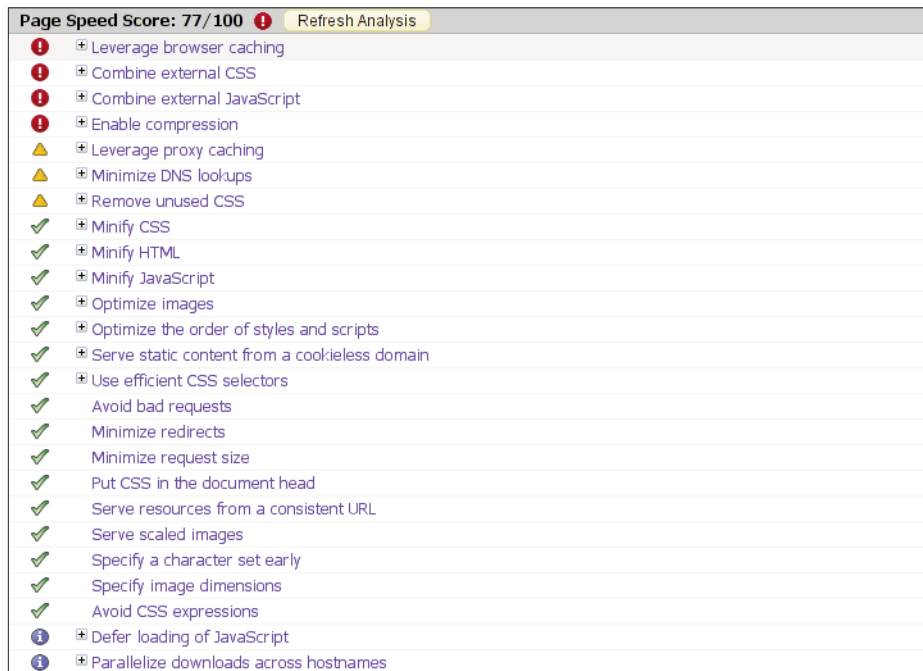 Page Speed Score: 77/100 Refresh Analysis
Leverage browser caching
Combine external CSS
Combine external JavaScript
Enable compression
Leverage proxy caching
Minimize DNS lookups
Remove unused CSS
Minify CSS
Minify HTML
Minify JavaScript
Optimize images
Optimize the order of styles and scripts
Serve static content from a cookieless domain
Use efficient CSS selectors
Avoid bad requests
Minimize redirects
Minimize request size
Put CSS in the document head
Serve resources from a consistent URL
Serve scaled images
Specify a character set early
Specify image dimensions
Avoid CSS expressions
Defer loading of JavaScript
Parallelize downloads across hostnames